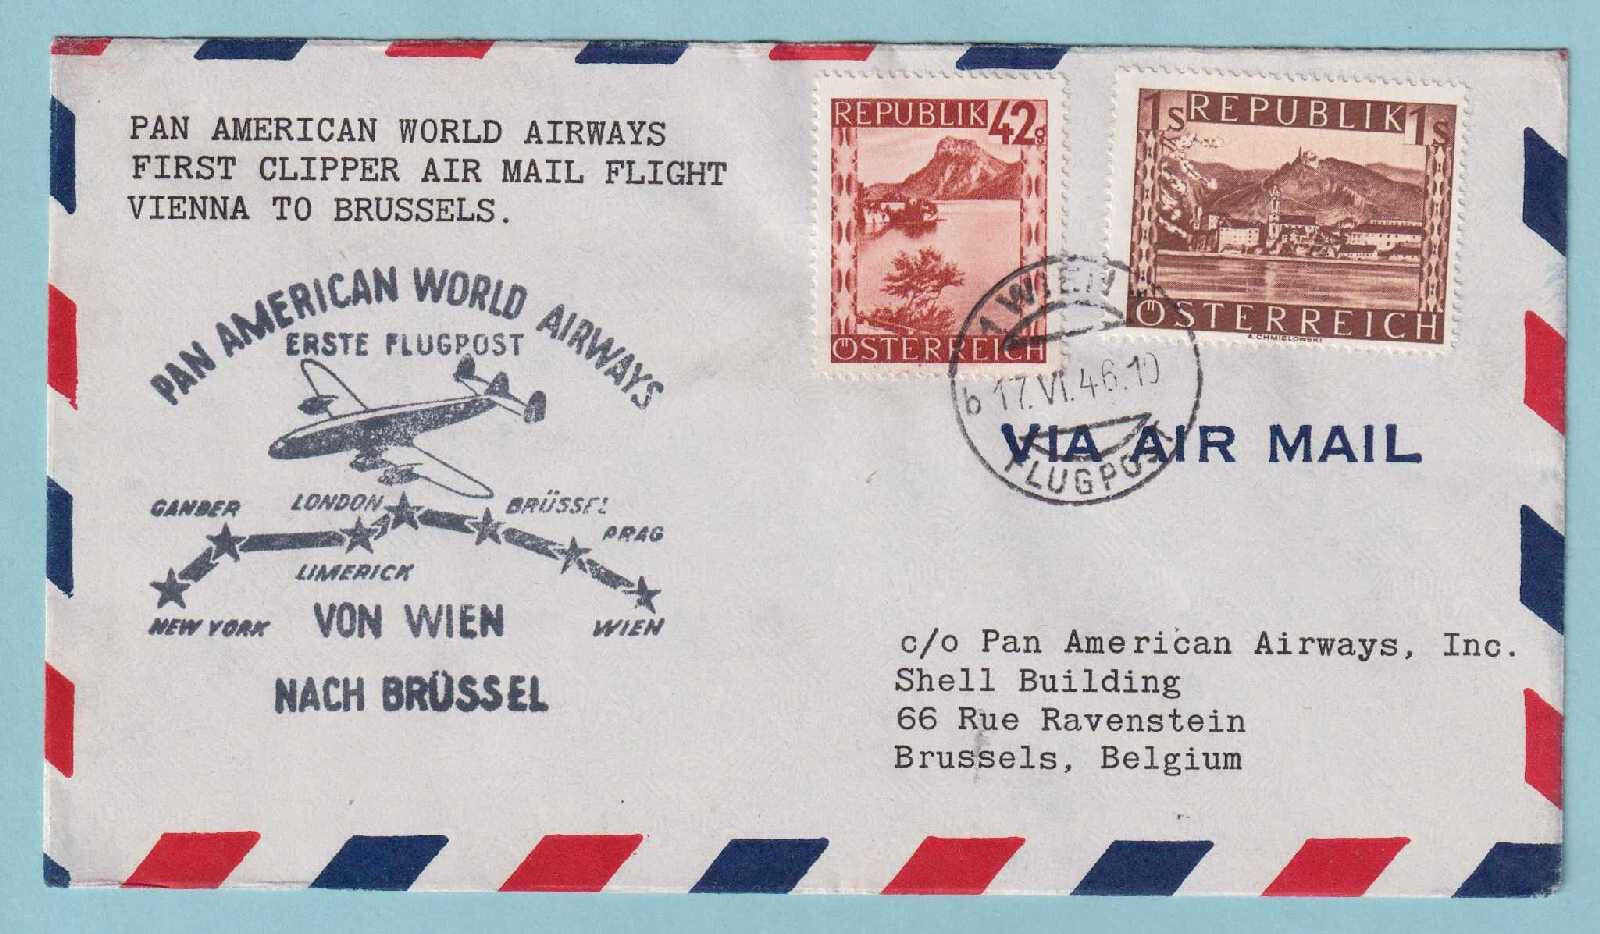 PAN AMERICAN WORLD AIRWAYS
FIRST CLIPPER AIR MAIL FLIGHT
VIENNA TO BRUSSELS.
PAN AMERICAN WORLD AIRWAYS
ERSTE FLUGPOST
GANDER
LONDON
BRÜSSEL
PRAG
LIMERICK
NEW YORK
WIEN
VON WIEN
NACH BRÜSSEL
REPUBLIK 42g
ÖSTERREICH
1S REPUBLIK 1S
ÖSTERREICH
A.CHMIELOWSKI
1 WIEN 1
b 17.VI.46.10
FLUGPOST
VIA AIR MAIL
c/o Pan American Airways, Inc.
Shell Building
66 Rue Ravenstein
Brussels, Belgium